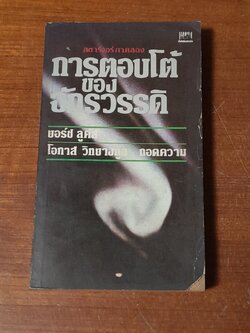 สตาร์วอร์ภาคสอง
การตอบโต้
ของ
จักรวรรดิ
ยอร์ช ลูคัส
โอภาส ถอดความ